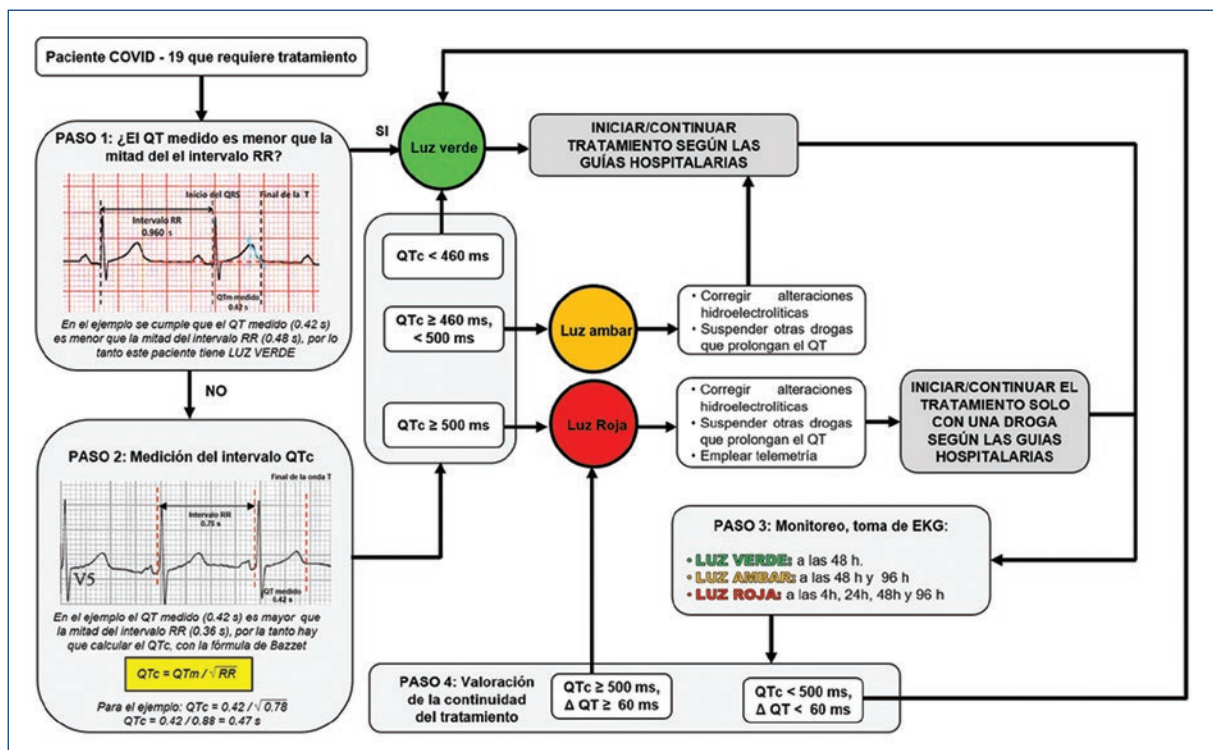 Paciente COVID - 19 que requiere tratamiento
PASO 1: ¿El QT medido es menor que la
mitad del el intervalo RR?
Inicio del QRS
Final de la T
Intervalo RR
0.960 s
QTm medido
0.42 s
En el ejemplo se cumple que el QT medido (0.42 s)
es menor que la mitad del intervalo RR (0.48 s), por lo
tanto este paciente tiene LUZ VERDE
SI
NO
PASO 2: Medición del intervalo QTc
Final de la onda T
Intervalo RR
0.78 s
V5
QT medido
0.42 s
En el ejemplo el QT medido (0.42 s) es mayor que
la mitad del intervalo RR (0.36 s), por la tanto hay
que calcular el QTc, con la fórmula de Bazzet
QTc = QTm / √RR
Para el ejemplo: QTc = 0.42 / √0.78
QTc = 0.42 / 0.88 = 0.47 s
QTc < 460 ms
QTc ≥ 460 ms,
< 500 ms
QTc ≥ 500 ms
Luz verde
Luz ambar
Luz Roja
INICIAR/CONTINUAR
TRATAMIENTO SEGÚN LAS
GUÍAS HOSPITALARIAS
• Corregir alteraciones
hidroelectrolíticas
• Suspender otras drogas
que prolongan el QT
• Corregir alteraciones
hidroelectrolíticas
• Suspender otras drogas
que prolongan el QT
• Emplear telemetría
INICIAR/CONTINUAR EL
TRATAMIENTO SOLO
CON UNA DROGA
SEGÚN LAS GUIAS
HOSPITALARIAS
PASO 3: Monitoreo, toma de EKG:
• LUZ VERDE: a las 48 h.
• LUZ AMBAR: a las 48 h y 96 h
• LUZ ROJA: a las 4h, 24h, 48h y 96 h
PASO 4: Valoración
de la continuidad
del tratamiento
QTc ≥ 500 ms,
Δ QT ≥ 60 ms
QTc < 500 ms,
Δ QT < 60 ms